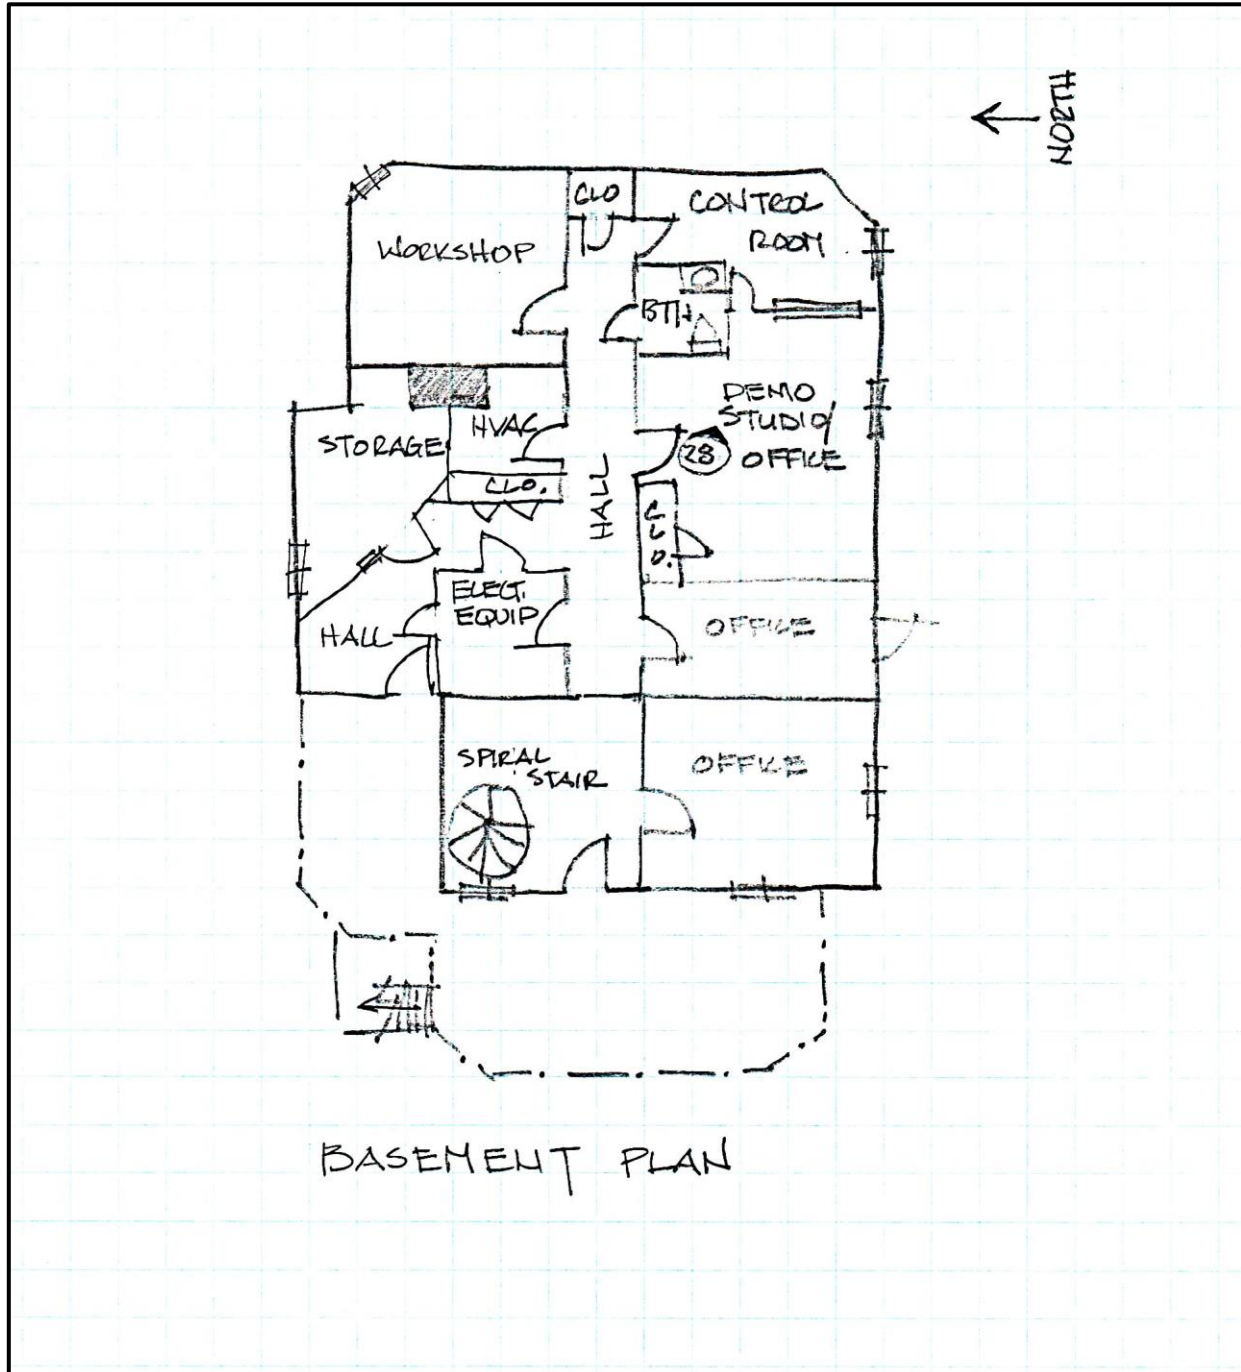 NORTH
CLO
CONTROL
ROOM
WORKSHOP
BTH
DEMO
STUDIO/
OFFICE
28
HVAC
STORAGE
CLO.
HALL
CLO.
ELECT.
EQUIP
HALL
OFFICE
SPIRAL
STAIR
OFFICE
BASEMENT PLAN